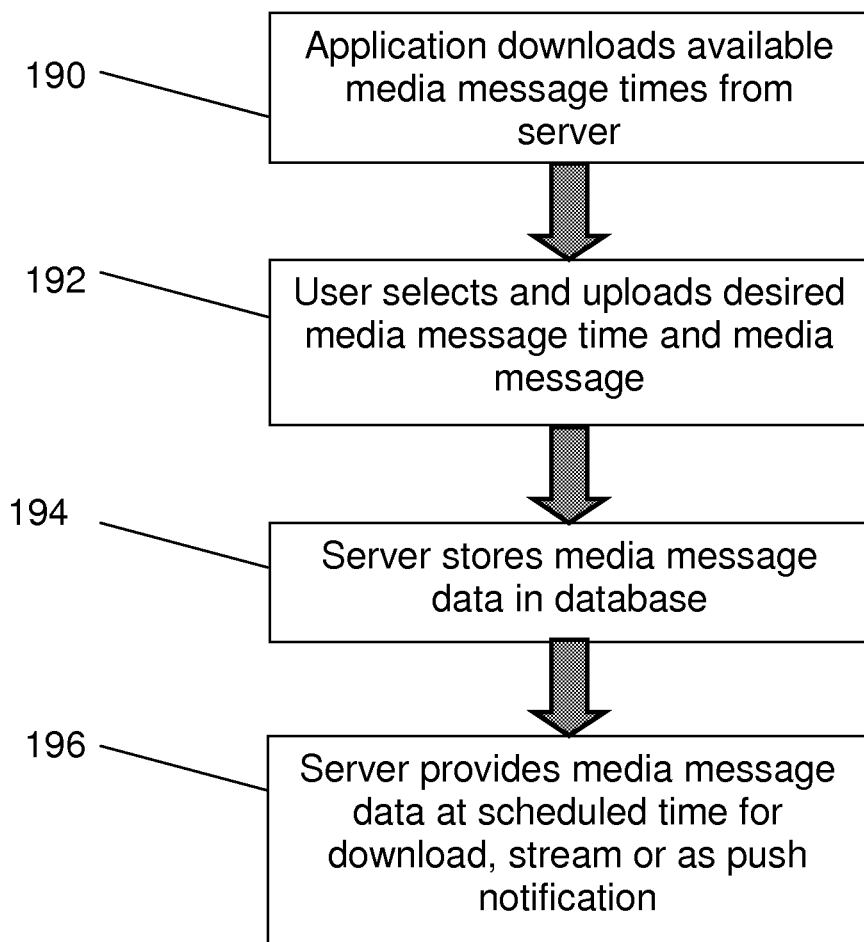 190
Application downloads available
media message times from
server
192
User selects and uploads desired
media message time and media
message
194
Server stores media message
data in database
196
Server provides media message
data at scheduled time for
download, stream or as push
notification